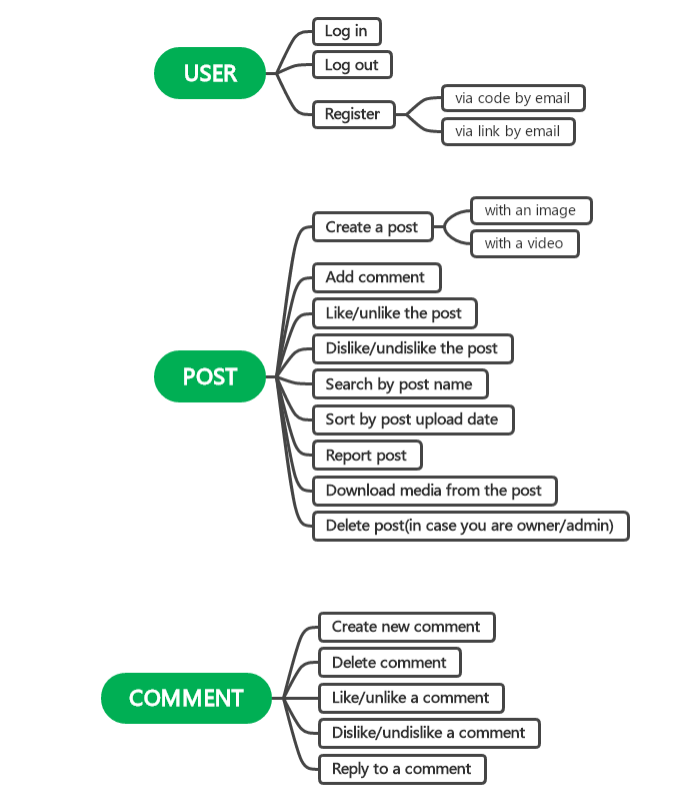 USER
Log in
Log out
Register
via code by email
via link by email
POST
Create a post
with an image
with a video
Add comment
Like/unlike the post
Dislike/undislike the post
Search by post name
Sort by post upload date
Report post
Download media from the post
Delete post(in case you are owner/admin)
COMMENT
Create new comment
Delete comment
Like/unlike a comment
Dislike/undislike a comment
Reply to a comment